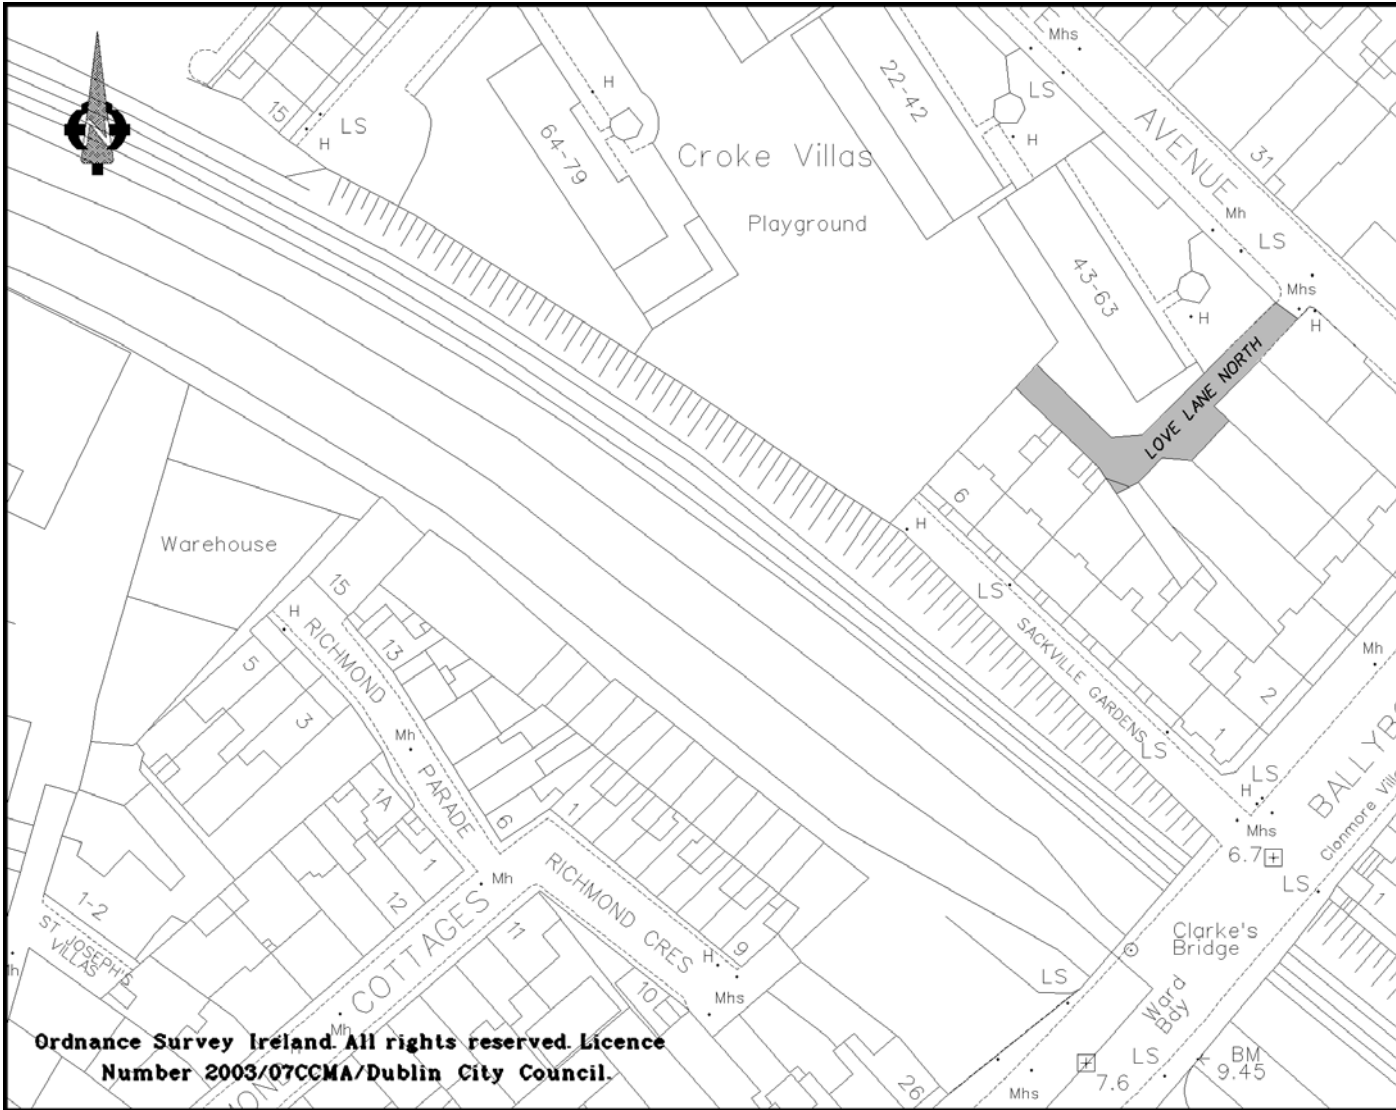 Mhs
H
LS
22-42
15
H
LS
64-79
H
AVENUE
31
Croke Villas
Playground
Mh
LS
43-63
Mhs
H
H
LOVE LANE NORTH
6
H
Warehouse
LS
15
H
RICHMOND PARADE
13
5
3
Mh
SACKVILLE GARDENS
Mh
2
1
LS
LS
H
Mhs
6.7
Clonmore
LS
1
1A
6
1
1
12
Mh
RICHMOND CRES
COTTAGES
11
9
H
Mhs
10
1-2
ST JOSEPH'S
VILLAS
Clarke's
Bridge
LS
Ward
Bdy
Mh
LS
BM
9.45
7.6
Mhs
26
Ordnance Survey Ireland. All rights reserved. Licence
Number 2003/07CCMA/Dublin City Council.